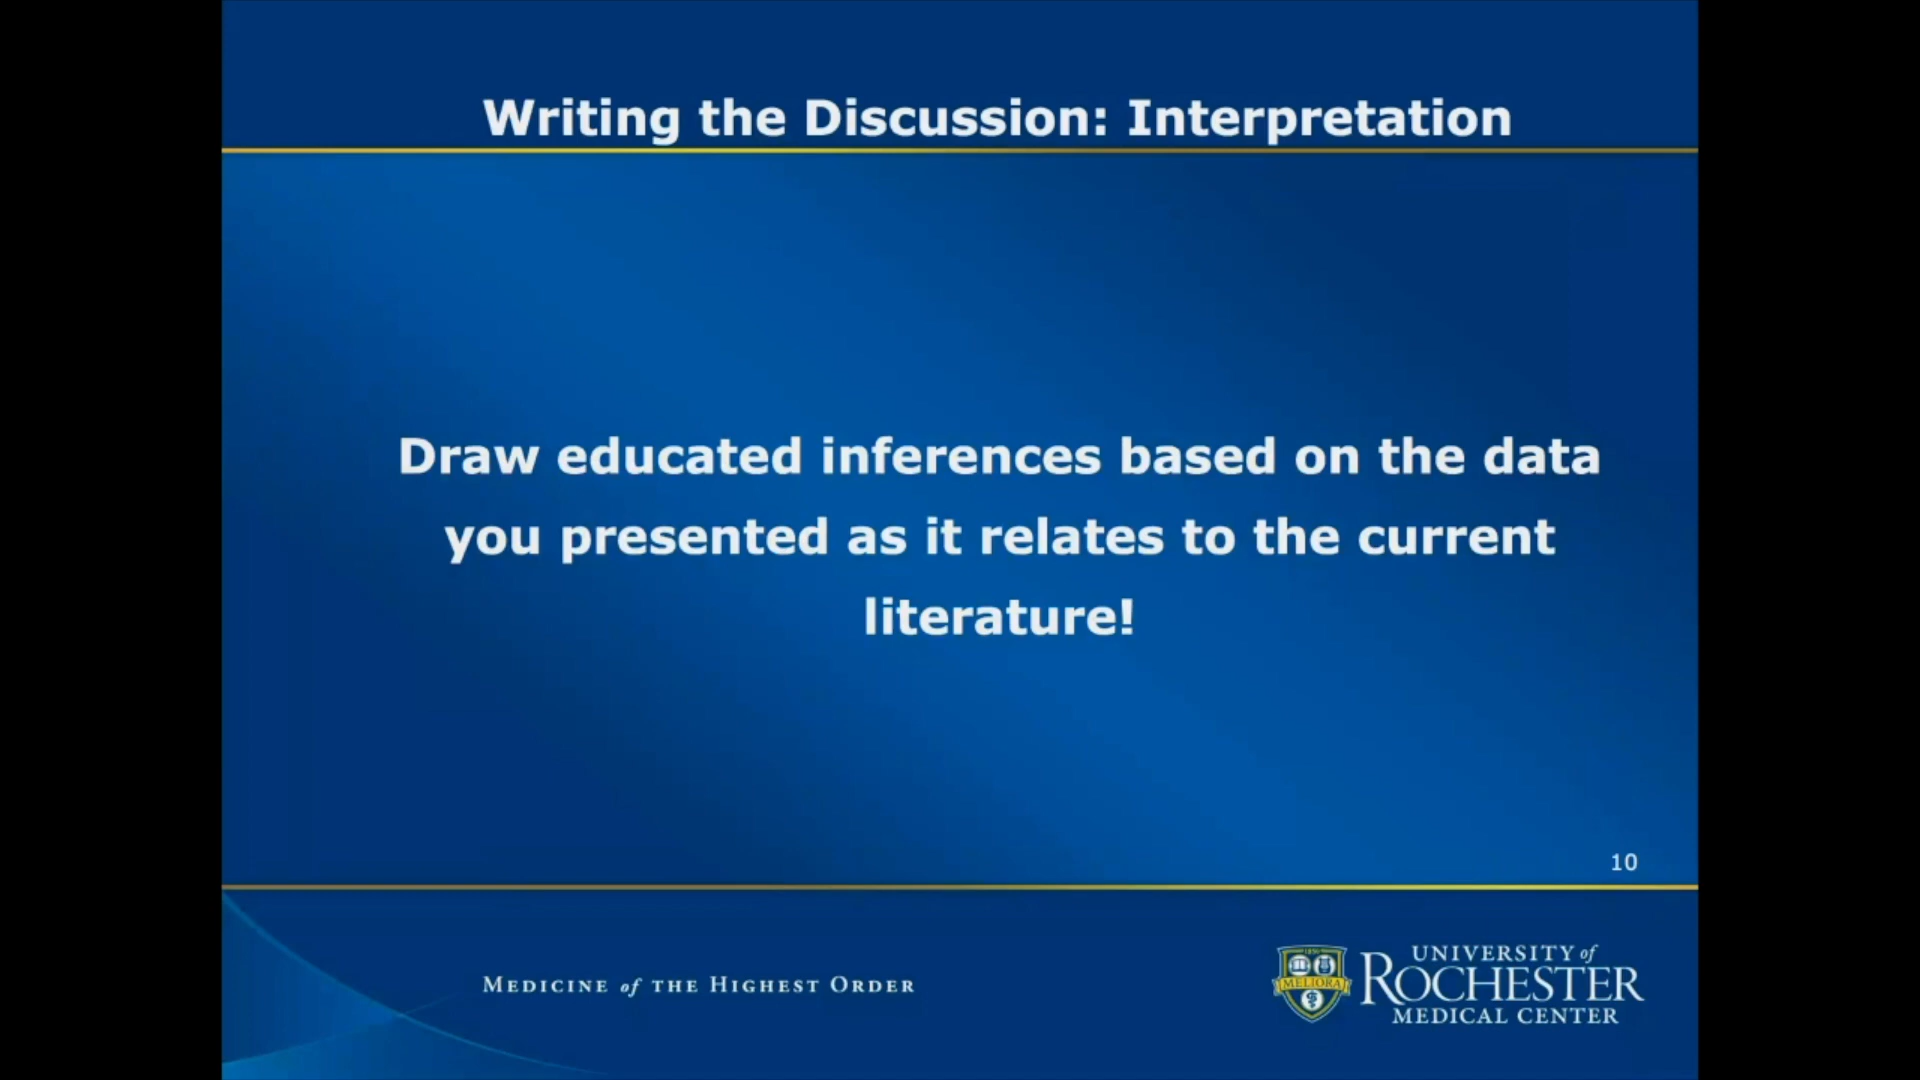 Writing the Discussion: Interpretation
Draw educated inferences based on the data
you presented as it relates to the current
literature!
10
MEDICINE of THE HIGHEST ORDER
MELIORA
UNIVERSITY of
ROCHESTER
MEDICAL CENTER